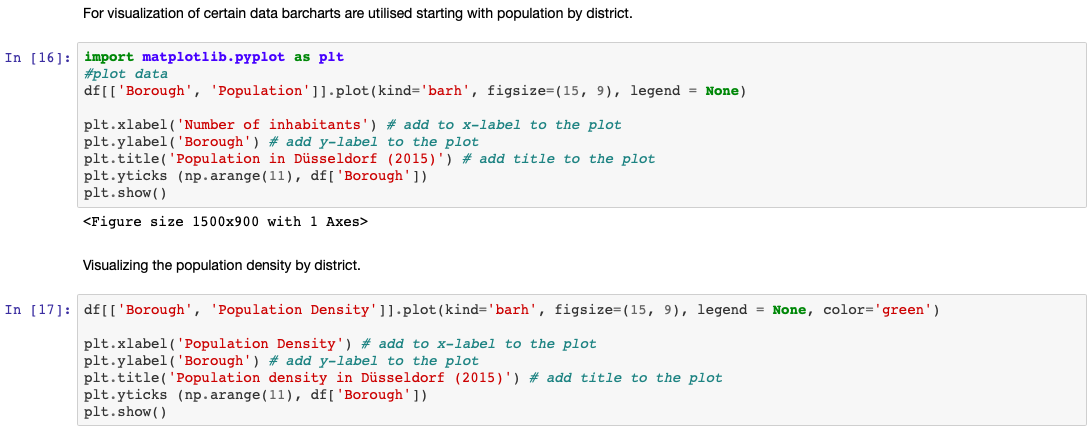 For visualization of certain data barcharts are utilised starting with population by district.
In [16]: import matplotlib.pyplot as plt
#plot data
df[['Borough', 'Population']].plot(kind='barh', figsize=(15, 9), legend = None)
plt.xlabel('Number of inhabitants') # add to x-label to the plot
plt.ylabel('Borough') # add y-label to the plot
plt.title('Population in Düsseldorf (2015)') # add title to the plot
plt.yticks (np.arange(11), df['Borough'])
plt.show()
<Figure size 1500x900 with 1 Axes>
Visualizing the population density by district.
In [17]: df[['Borough', 'Population Density']].plot(kind='barh', figsize=(15, 9), legend = None, color='green')
plt.xlabel('Population Density') # add to x-label to the plot
plt.ylabel('Borough') # add y-label to the plot
plt.title('Population density in Düsseldorf (2015)') # add title to the plot
plt.yticks (np.arange(11), df['Borough'])
plt.show()